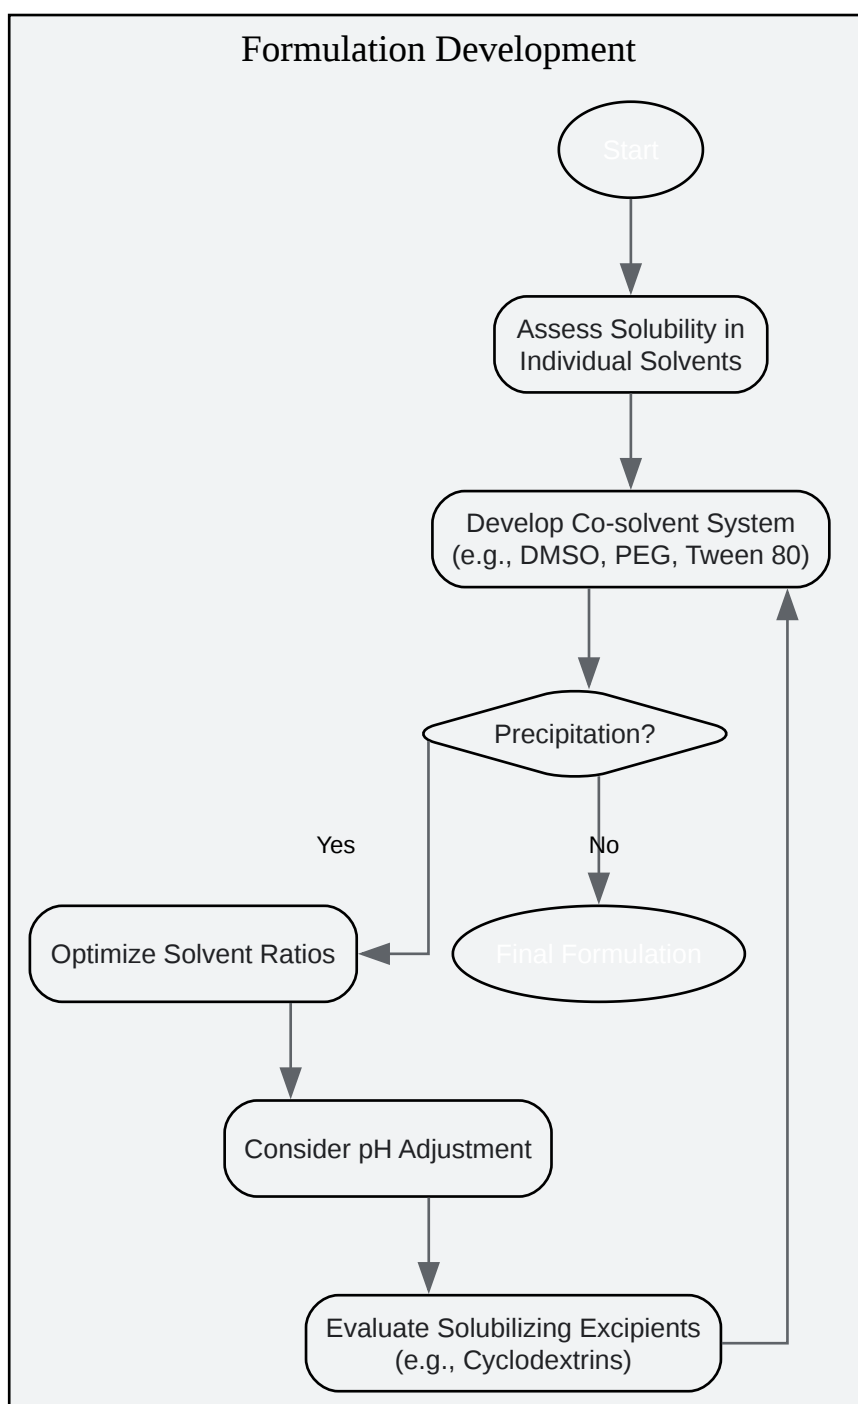 Formulation Development
Start
Assess Solubility in
Individual Solvents
Develop Co-solvent System
(e.g., DMSO, PEG, Tween 80)
Precipitation?
Yes
No
Optimize Solvent Ratios
Final Formulation
Consider pH Adjustment
Evaluate Solubilizing Excipients
(e.g., Cyclodextrins)